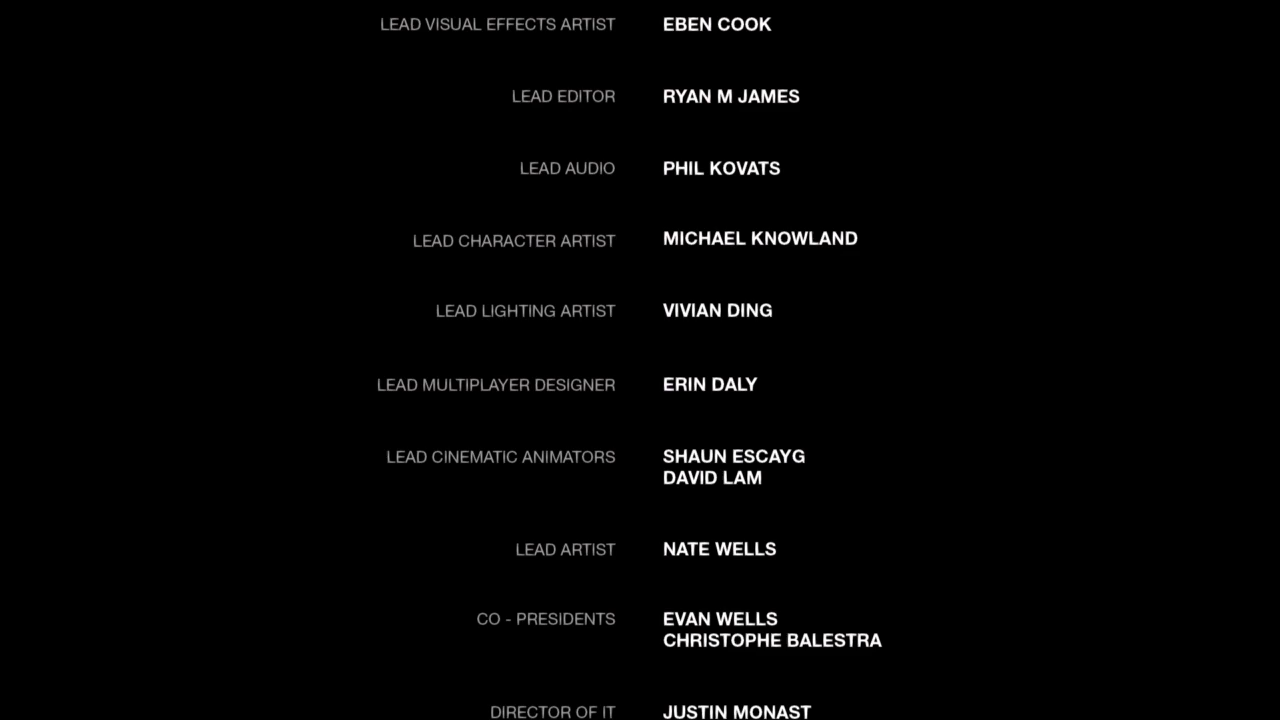 LEAD VISUAL EFFECTS ARTIST EBEN COOK
LEAD EDITOR RYAN M JAMES
LEAD AUDIO PHIL KOVATS
LEAD CHARACTER ARTIST MICHAEL KNOWLAND
LEAD LIGHTING ARTIST VIVIAN DING
LEAD MULTIPLAYER DESIGNER ERIN DALY
LEAD CINEMATIC ANIMATORS SHAUN ESCAYG
DAVID LAM
LEAD ARTIST NATE WELLS
CO - PRESIDENTS EVAN WELLS
CHRISTOPHE BALESTRA
DIRECTOR OF IT JUSTIN MONAST